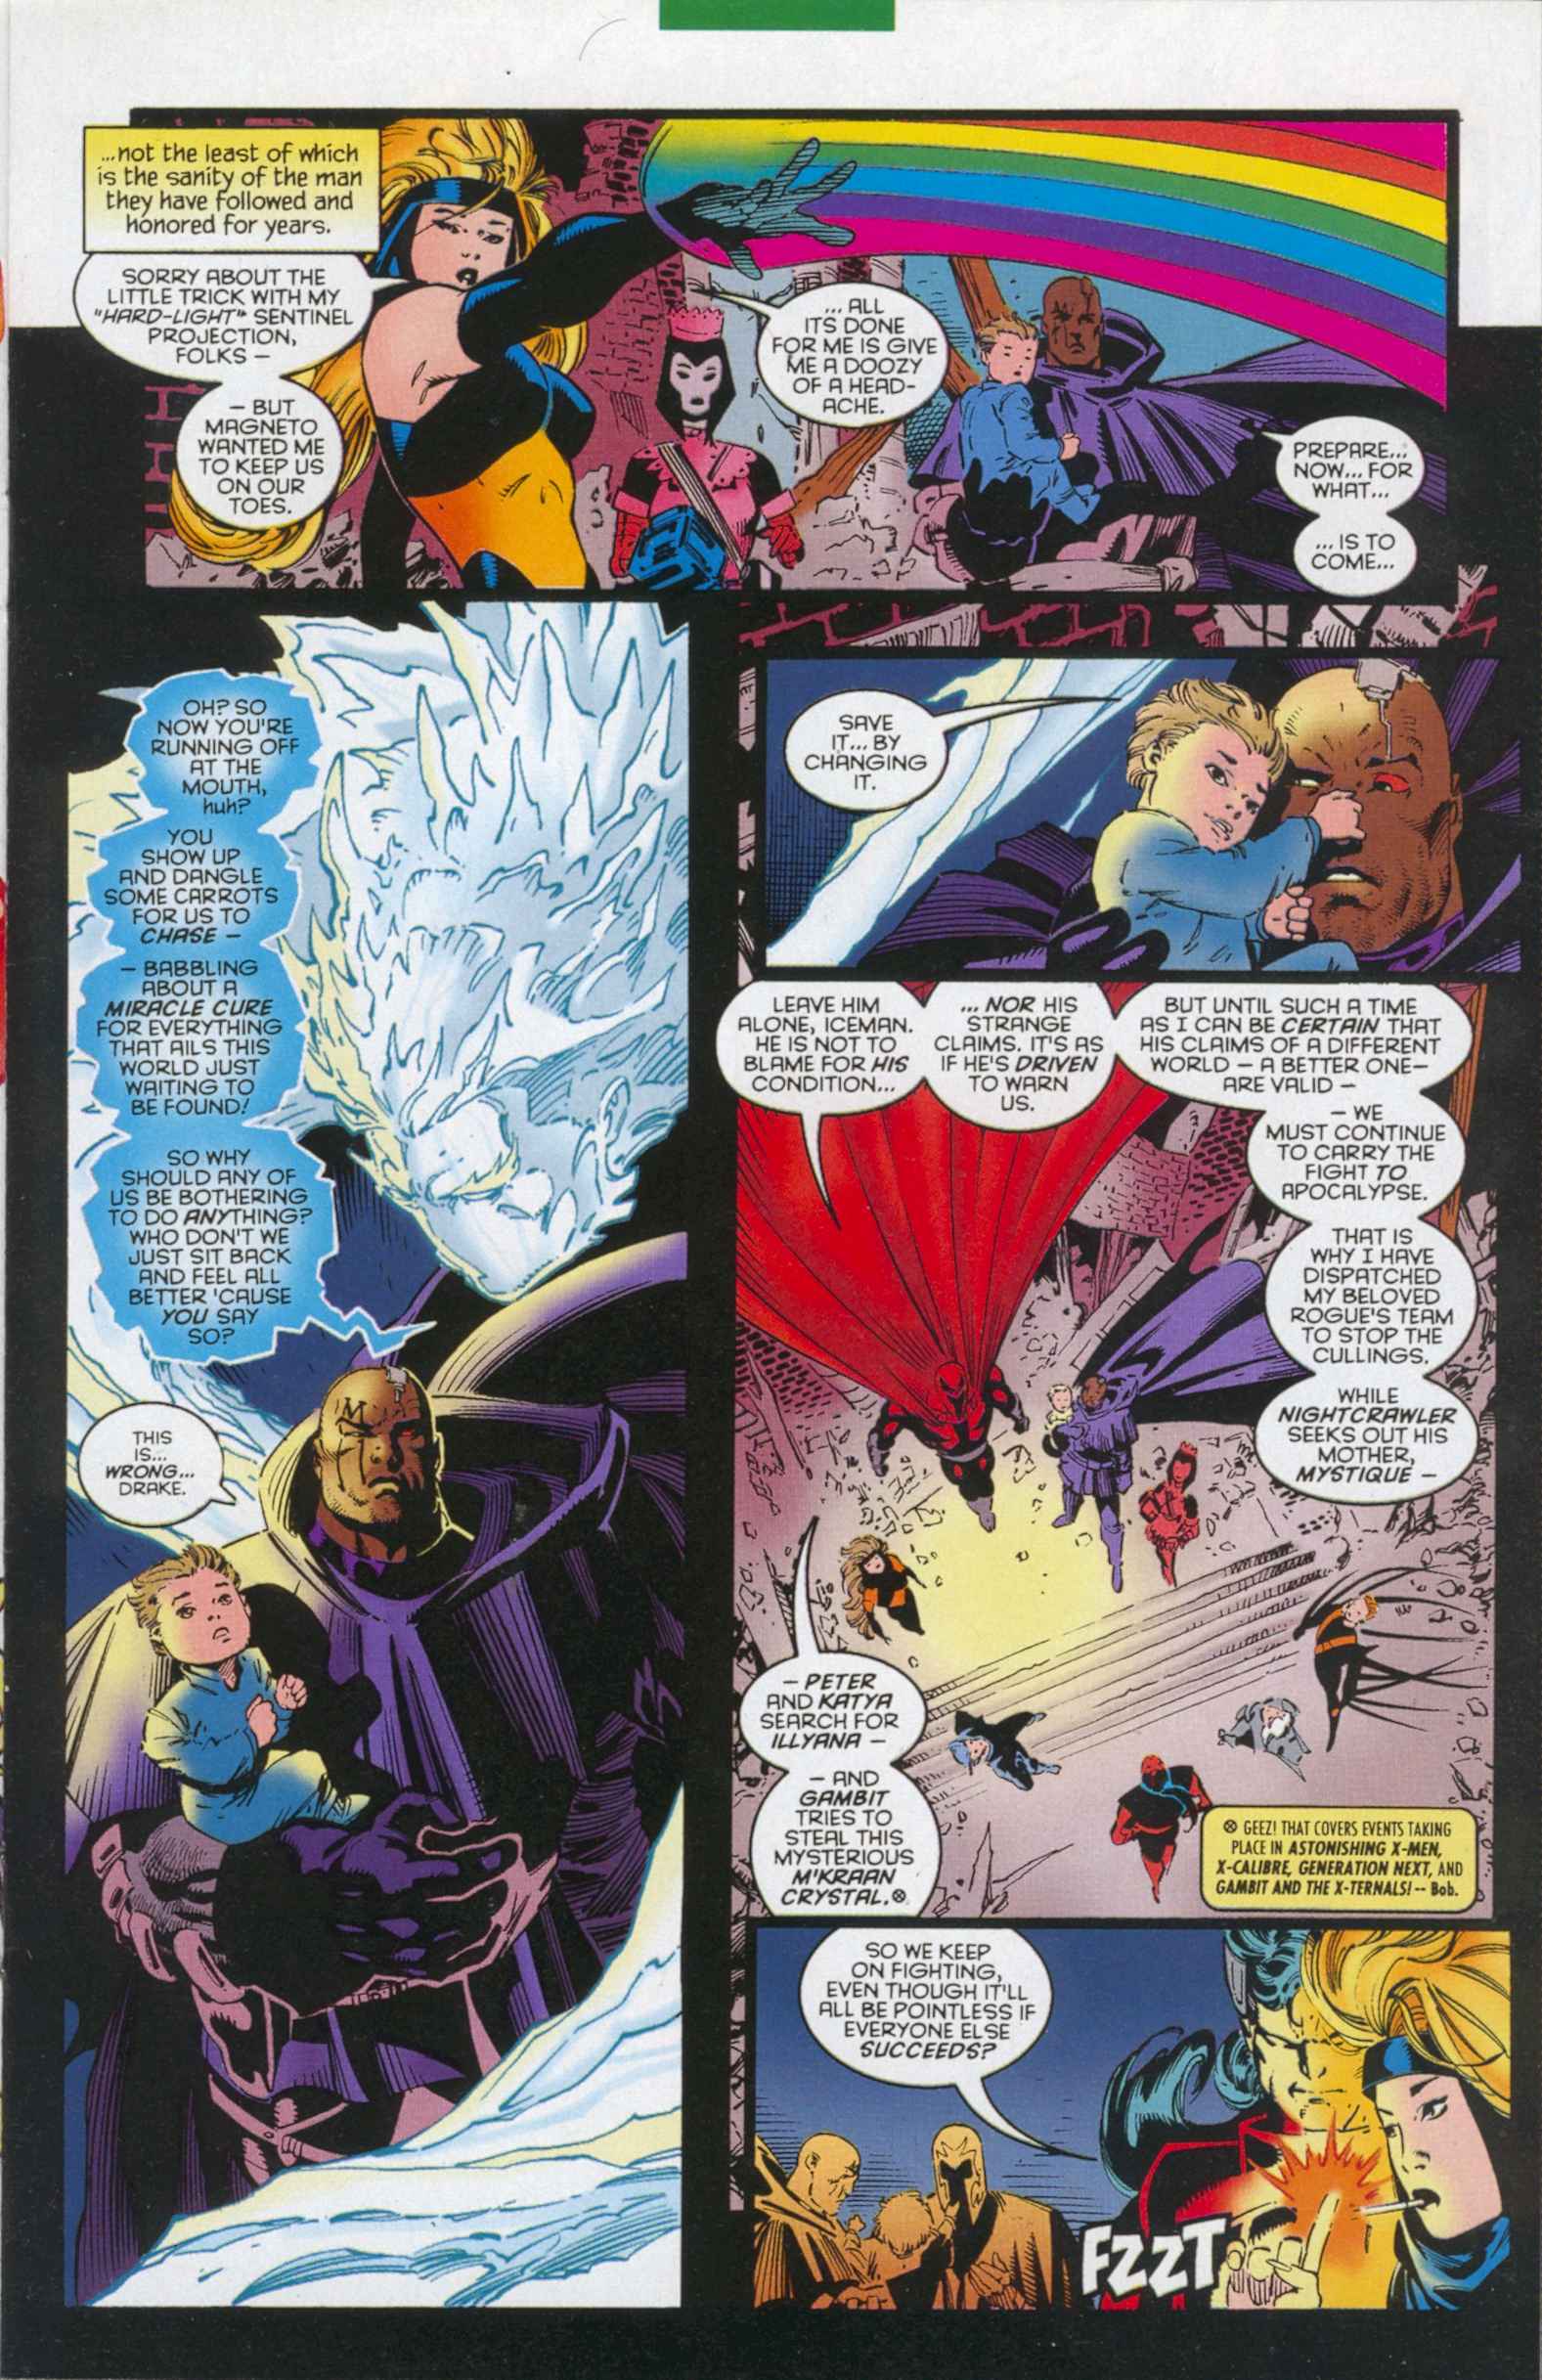 ...not the least of which
is the sanity of the man
they have followed and
honored for years.
SORRY ABOUT THE
LITTLE TRICK WITH MY
"HARD-LIGHT" SENTINEL
PROJECTION,
FOLKS —
— BUT
MAGNETO
WANTED ME
TO KEEP US
ON OUR
TOES.
... ALL
ITS DONE
FOR ME IS GIVE
ME A DOOZY
OF A HEAD-
ACHE.
PREPARE...
NOW... FOR
WHAT...
... IS TO
COME...
OH? SO
NOW YOU'RE
RUNNING OFF
AT THE
MOUTH,
huh?
YOU
SHOW UP
AND DANGLE
SOME CARROTS
FOR US TO
CHASE —
— BABBLING
ABOUT A
MIRACLE CURE
FOR EVERYTHING
THAT AILS THIS
WORLD JUST
WAITING TO
BE FOUND!
SO WHY
SHOULD ANY OF
US BE BOTHERING
TO DO ANYTHING?
WHO DON'T WE
JUST SIT BACK
AND FEEL ALL
BETTER 'CAUSE
YOU SAY
SO?
M
THIS
IS...
WRONG...
DRAKE.
SAVE
IT... BY
CHANGING
IT.
LEAVE HIM
ALONE, ICEMAN.
HE IS NOT TO
BLAME FOR HIS
CONDITION...
... NOR HIS
STRANGE
CLAIMS. IT'S AS
IF HE'S DRIVEN
TO WARN
US.
BUT UNTIL SUCH A TIME
AS I CAN BE CERTAIN THAT
HIS CLAIMS OF A DIFFERENT
WORLD — A BETTER ONE—
ARE VALID —
— WE
MUST CONTINUE
TO CARRY THE
FIGHT TO
APOCALYPSE.
THAT IS
WHY I HAVE
DISPATCHED
MY BELOVED
ROGUE'S TEAM
TO STOP THE
CULLINGS.
WHILE
NIGHTCRAWLER
SEEKS OUT HIS
MOTHER,
MYSTIQUE —
— PETER
AND KATYA
SEARCH FOR
ILLYANA —
— AND
GAMBIT
TRIES TO
STEAL THIS
MYSTERIOUS
M'KRAAN
CRYSTAL.⊗
⊗ GEEZ! THAT COVERS EVENTS TAKING
PLACE IN ASTONISHING X-MEN,
X-CALIBRE, GENERATION NEXT, AND
GAMBIT AND THE X-TERNALS! -- Bob.
SO WE KEEP
ON FIGHTING,
EVEN THOUGH IT'LL
ALL BE POINTLESS IF
EVERYONE ELSE
SUCCEEDS?
FZZT